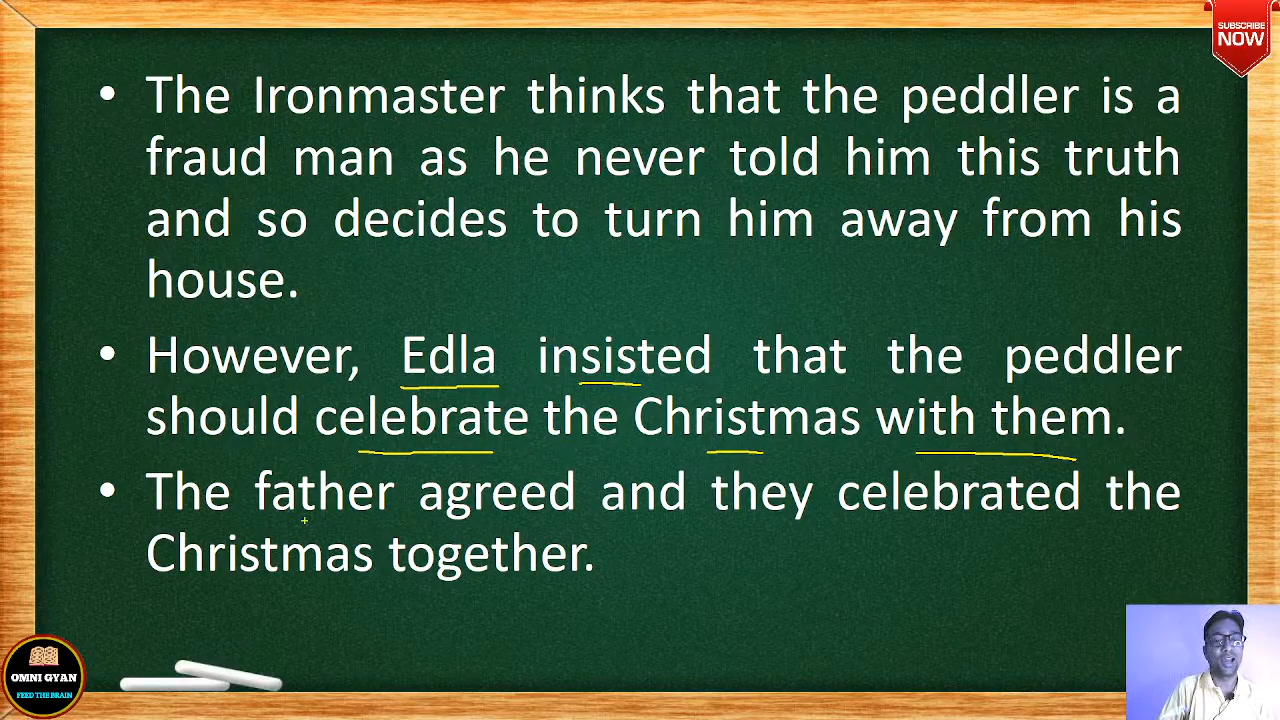 SUBSCRIBE
NOW
• The Ironmaster thinks that the peddler is a
fraud man as he never told him this truth
and so decides to turn him away from his
house.
• However, Edla insisted that the peddler
should celebrate the Christmas with them.
• The father agreed and they celebrated the
Christmas together.
OMNI GYAN
FEED THE BRAIN